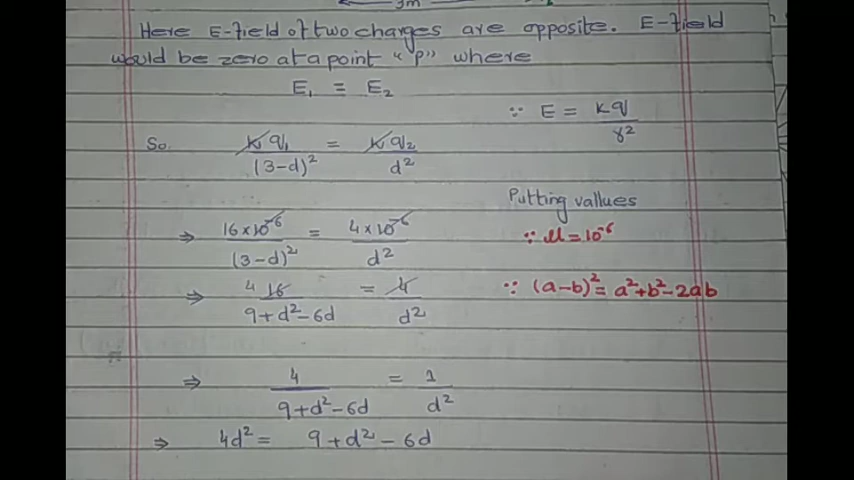 3m
Here E-field of two charges are opposite. E-field
would be zero at a point "p" where
E₁ = E₂
∵ E = kq/r²
So. kq₁/(3-d)² = kq₂/d²
Putting vallues
⇒ 16×10⁻⁶/(3-d)² = 4×10⁻⁶/d²
∵ μ = 10⁻⁶
⇒ 4 16/9+d²-6d = 4/d²
∵ (a-b)² = a²+b²-2ab
⇒ 4/9+d²-6d = 1/d²
⇒ 4d² = 9+d²-6d